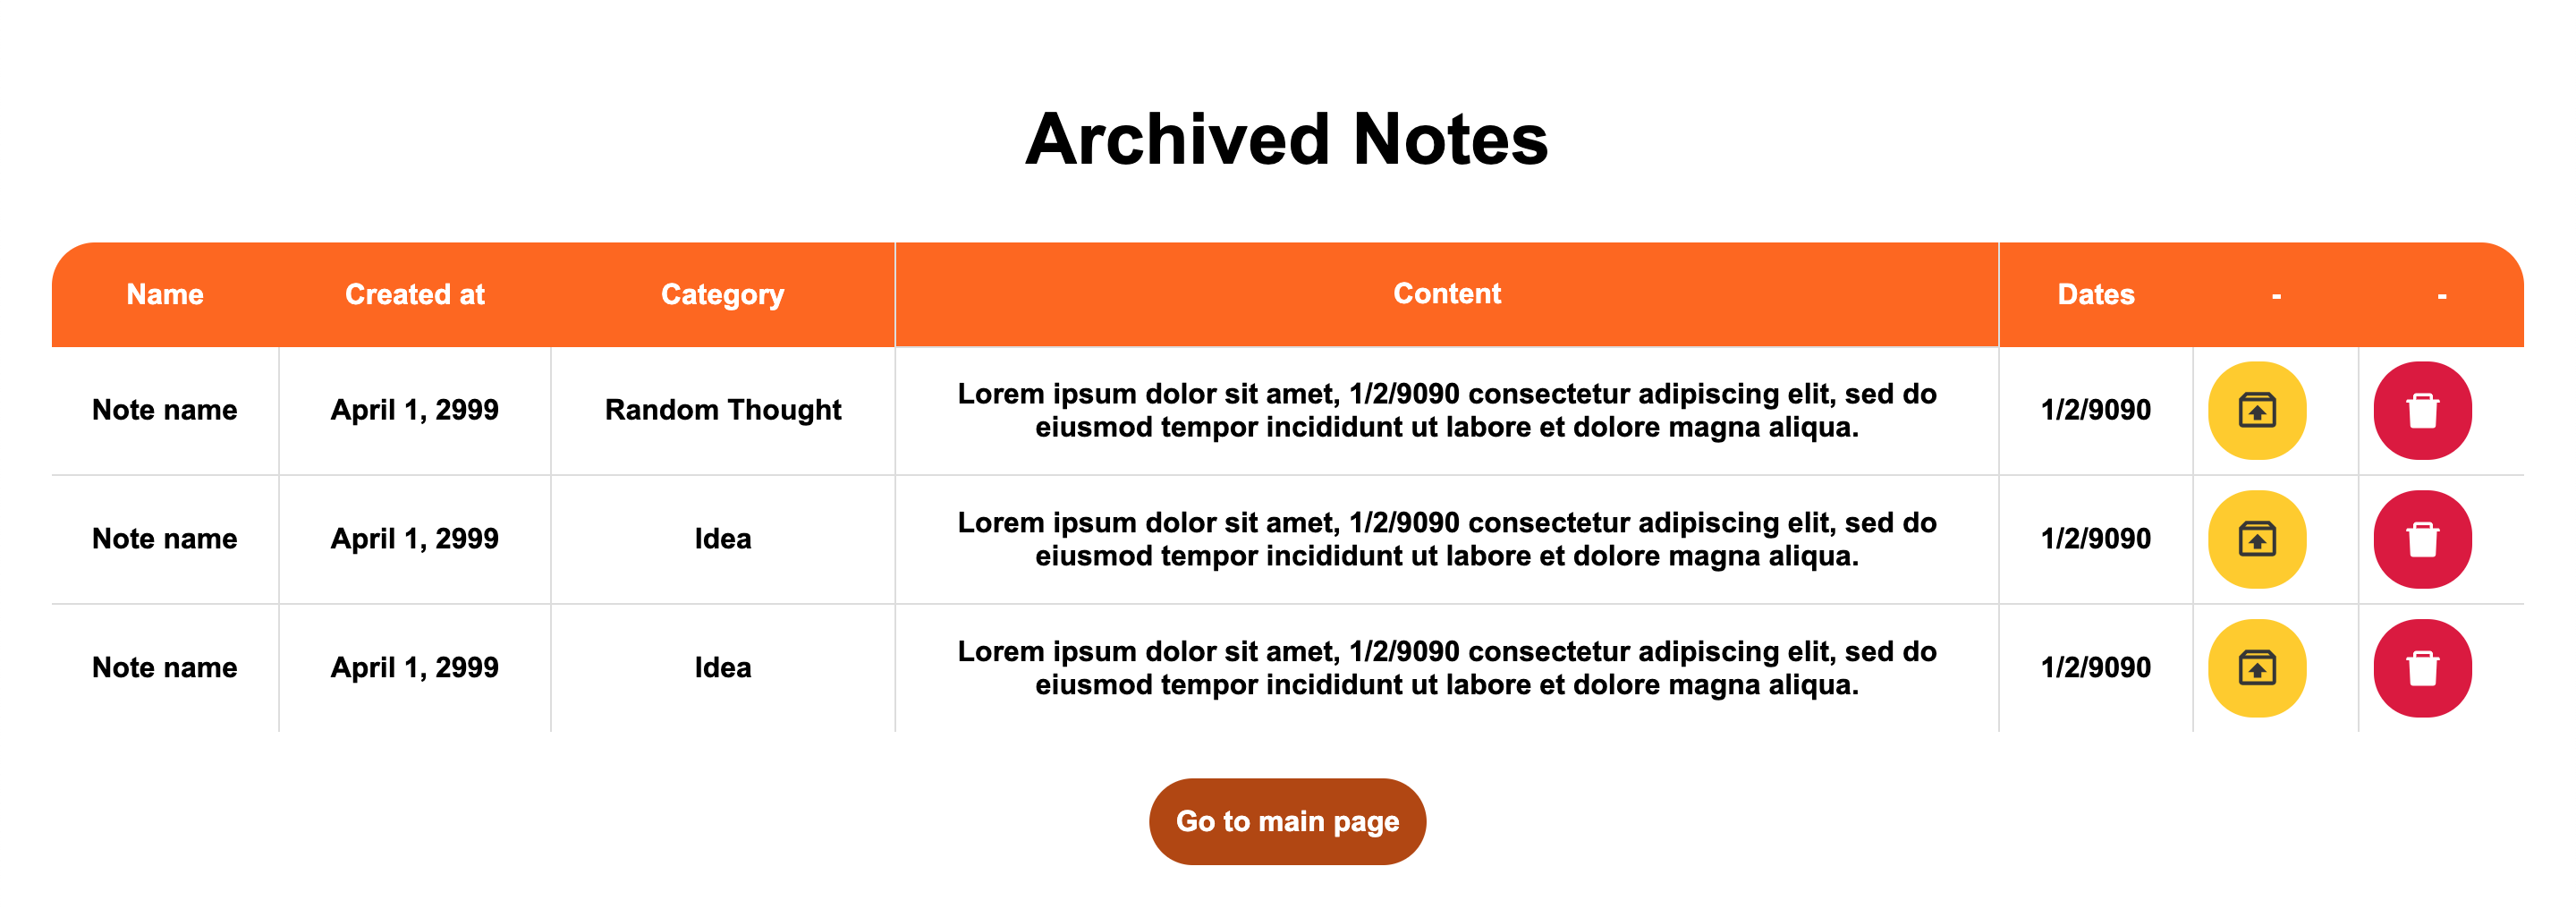 Archived Notes
Name Created at Category Content Dates - -
Note name April 1, 2999 Random Thought Lorem ipsum dolor sit amet, 1/2/9090 consectetur adipiscing elit, sed do
eiusmod tempor incididunt ut labore et dolore magna aliqua. 1/2/9090
Note name April 1, 2999 Idea Lorem ipsum dolor sit amet, 1/2/9090 consectetur adipiscing elit, sed do
eiusmod tempor incididunt ut labore et dolore magna aliqua. 1/2/9090
Note name April 1, 2999 Idea Lorem ipsum dolor sit amet, 1/2/9090 consectetur adipiscing elit, sed do
eiusmod tempor incididunt ut labore et dolore magna aliqua. 1/2/9090
Go to main page